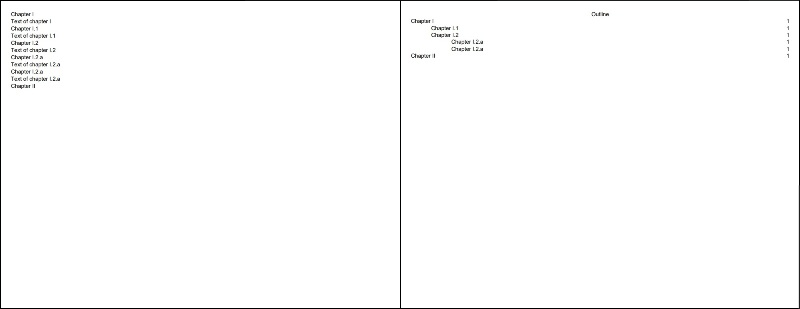 Chapter I
Text of chapter I
Chapter I.1
Text of chapter I.1
Chapter I.2
Text of chapter I.2
Chapter I.2.a
Text of chapter I.2.a
Chapter I.2.a
Text of chapter I.2.a
Chapter II
Outline
Chapter I 1
Chapter I.1 1
Chapter I.2 1
Chapter I.2.a 1
Chapter I.2.a 1
Chapter II 1